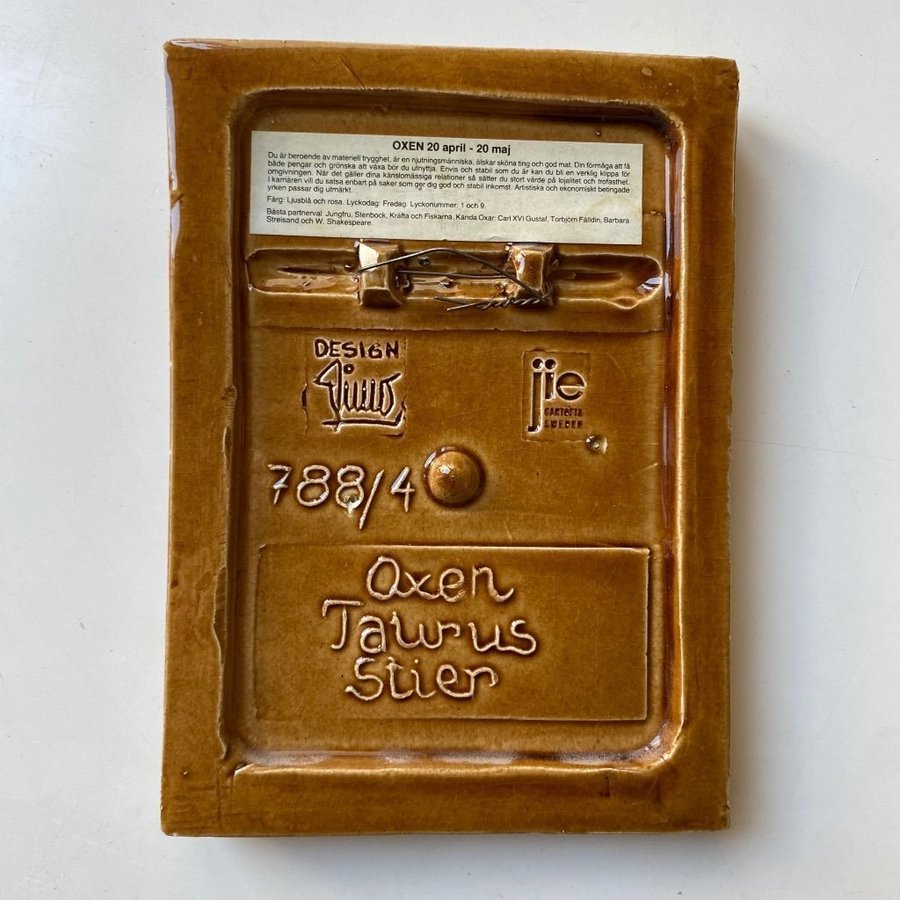 OXEN 20 april - 20 maj
Du är beroende av materiell trygghet, är en njutningsmänniska, älskar sköna ting och god mat. Din förmåga att få
både pengar och grönska att växa bör du utnyttja. Envis och stabil som du är kan du bli en verklig klippa för
omgivningen. När det gäller dina känslomässiga relationer så sätter du stort värde på lojalitet och trofasthet.
I karriären vill du satsa enbart på saker som ger dig god och stabil inkomst. Artistiska och ekonomiskt betingade
yrken passar dig utmärkt.
Färg: Ljusblå och rosa. Lyckodag: Fredag. Lyckonummer: 1 och 9.
Bästa partnerval: Jungfru, Stenbock, Kräfta och Fiskarna. Kända Oxar: Carl XVI Gustaf, Torbjörn Fälldin, Barbara
Streisand och W. Shakespeare.
DESIGN
jie
GANTOFTA
SWEDEN
788/4
Oxen
Taurus
Stier